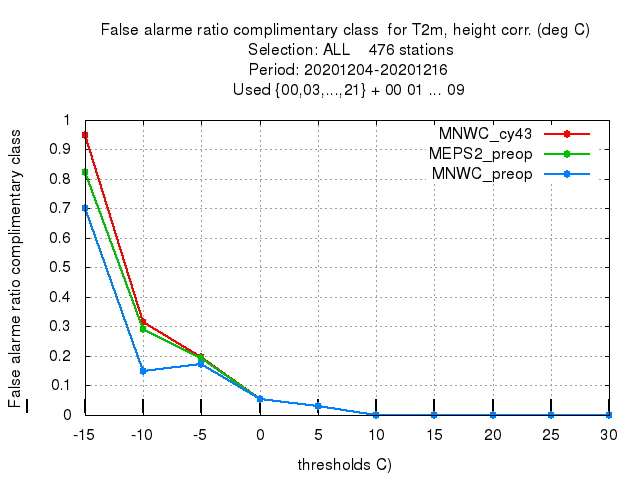 False alarme ratio complimentary class for T2m, height corr. (deg C)
Selection: ALL 476 stations
Period: 20201204-20201216
Used {00,03,...,21} + 00 01 ... 09
False alarme ratio complimentary class
1
0.9
0.8
0.7
0.6
0.5
0.4
0.3
0.2
0.1
0
MNWC_cy43
MEPS2_preop
MNWC_preop
-15 -10 -5 0 5 10 15 20 25 30
thresholds C)